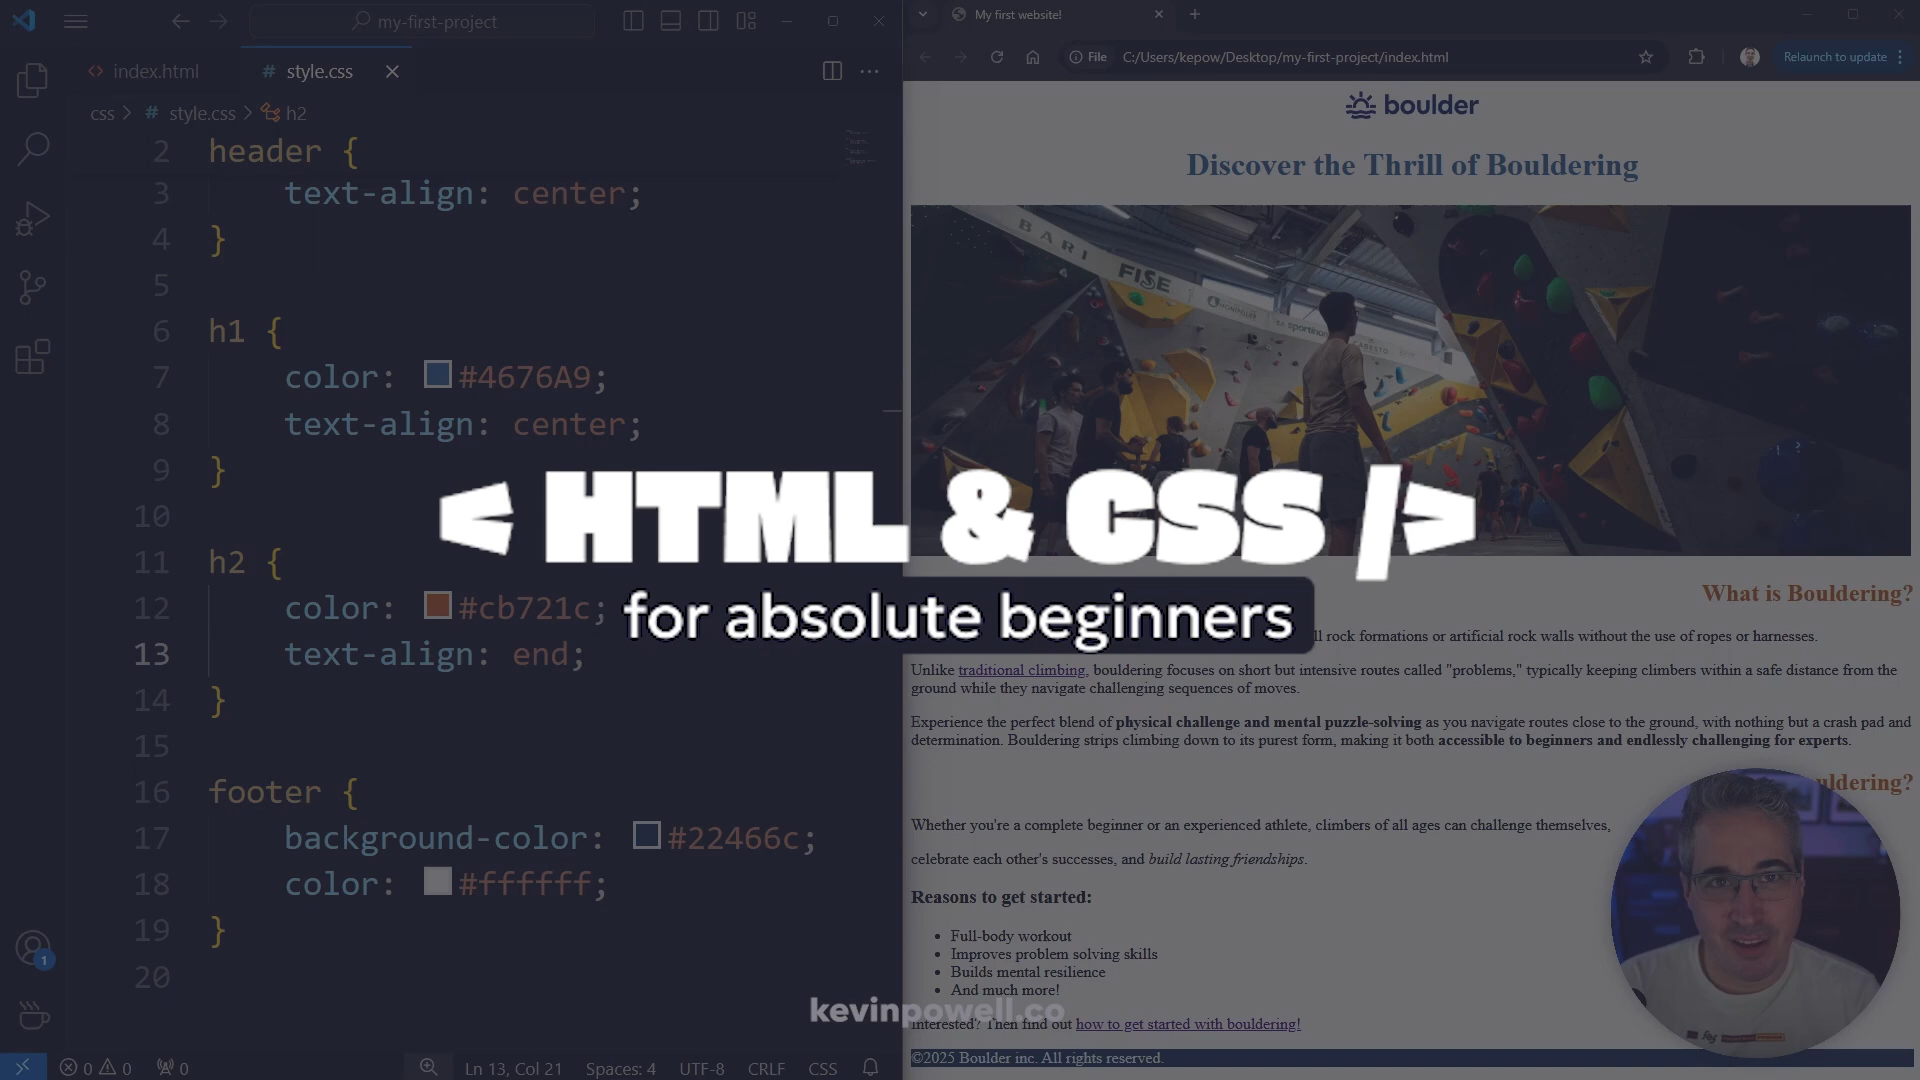 my-first-project
index.html
# style.css
css > # style.css > h2
2 header {
3 text-align: center;
4 }
5
6 h1 {
7 color: #4676A9;
8 text-align: center;
9 }
10
11 h2 {
12 color: #cb721c;
13 text-align: end;
14 }
15
16 footer {
17 background-color: #22466c;
18 color: #ffffff;
19 }
20
1
0 0 0
Ln 13, Col 21 Spaces: 4 UTF-8 CRLF CSS
< HTML & CSS />
for absolute beginners
kevinpowell.co
My first website!
File C:/Users/kepow/Desktop/my-first-project/index.html
Relaunch to update
boulder
Discover the Thrill of Bouldering
BARI FISE
What is Bouldering?
rock formations or artificial rock walls without the use of ropes or harnesses.
Unlike traditional climbing, bouldering focuses on short but intensive routes called "problems," typically keeping climbers within a safe distance from the
ground while they navigate challenging sequences of moves.
Experience the perfect blend of physical challenge and mental puzzle-solving as you navigate routes close to the ground, with nothing but a crash pad and
determination. Bouldering strips climbing down to its purest form, making it both accessible to beginners and endlessly challenging for experts.
uldering?
Whether you're a complete beginner or an experienced athlete, climbers of all ages can challenge themselves,
celebrate each other's successes, and build lasting friendships.
Reasons to get started:
• Full-body workout
• Improves problem solving skills
• Builds mental resilience
• And much more!
Interested? Then find out how to get started with bouldering!
©2025 Boulder inc. All rights reserved.